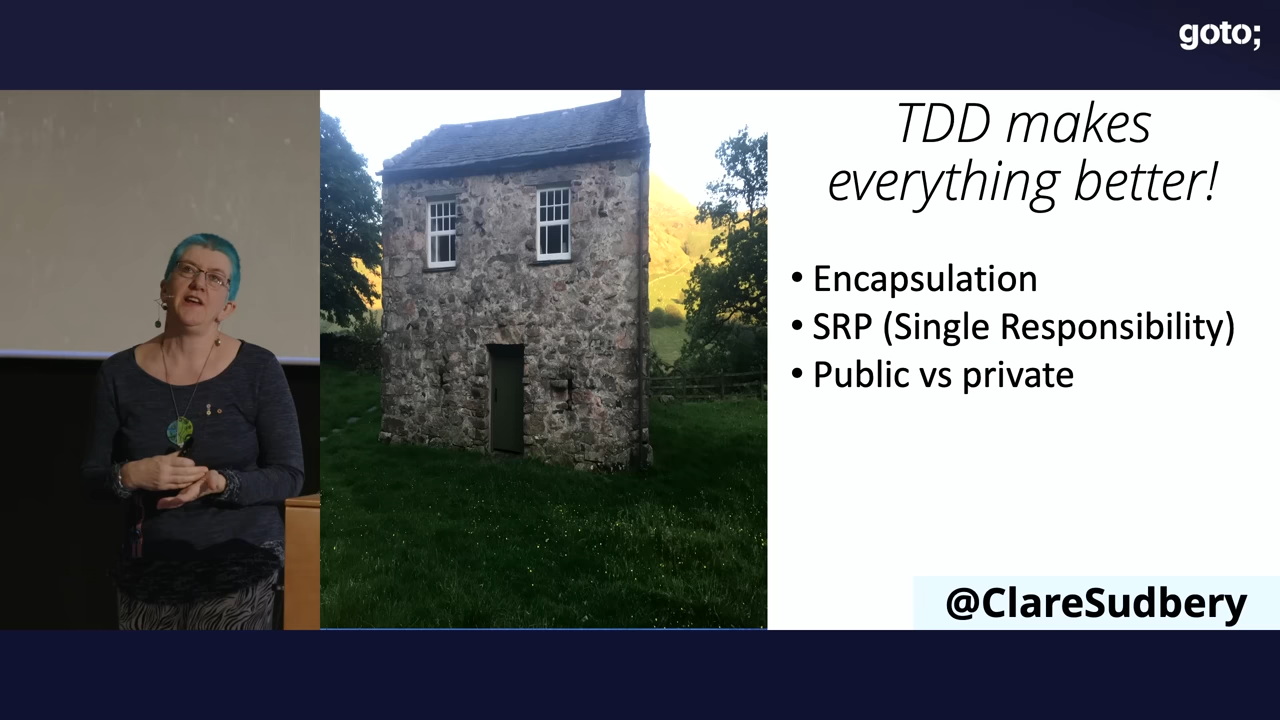 goto;
TDD makes
everything better!
• Encapsulation
• SRP (Single Responsibility)
• Public vs private
@ClareSudbery